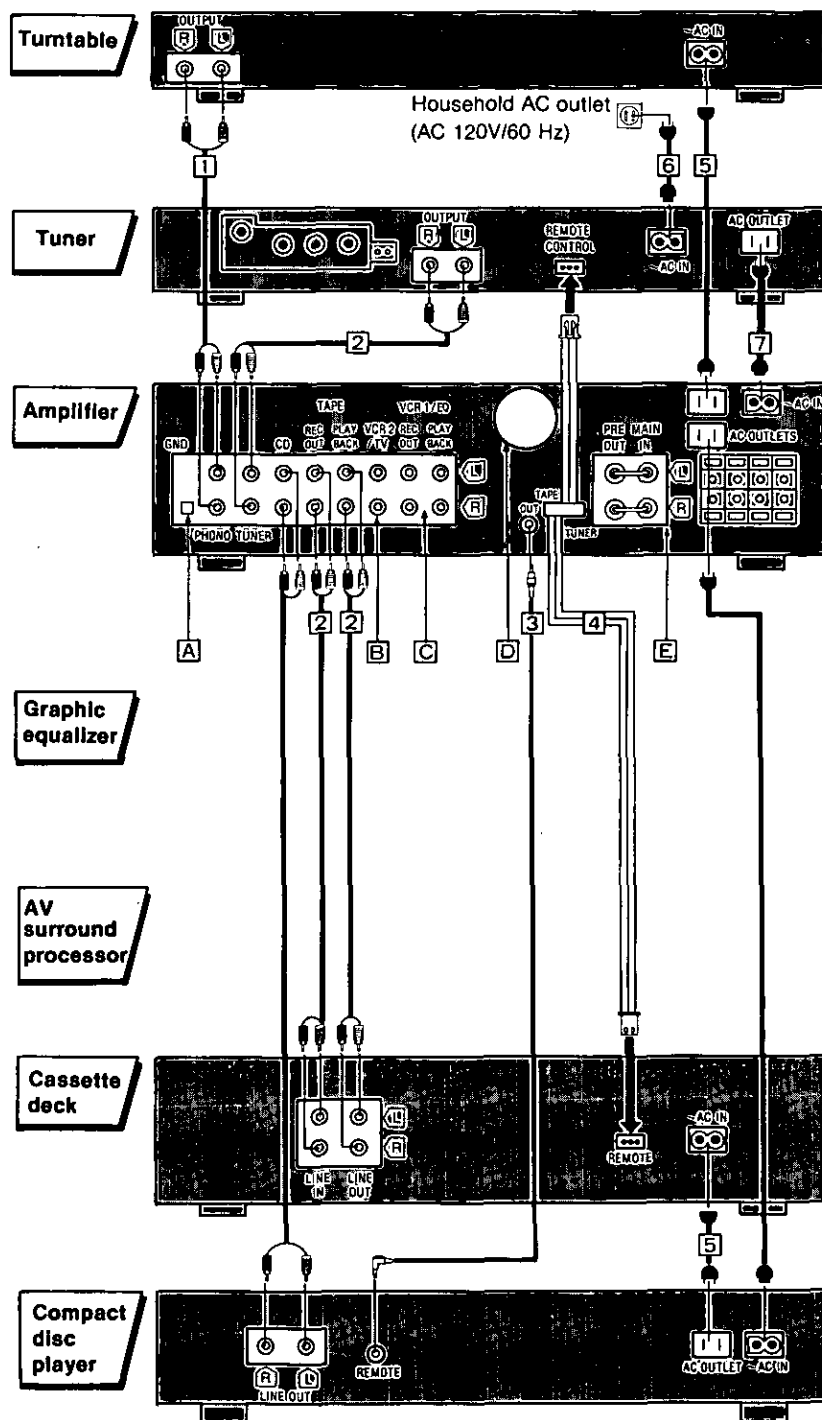 Turntable
OUTPUT
R L
~AC IN
Household AC outlet
(AC 120V/60 Hz)
1
6
5
Tuner
OUTPUT
R L
REMOTE
CONTROL
~AC IN
AC OUTLET
2
7
Amplifier
GND
CD
TAPE
REC OUT
PLAY BACK
VCR 2 /TV
VCR 1/EQ
REC OUT
PLAY BACK
L
R
PHONO TUNER
OUT
TAPE
TUNER
PRE OUT
MAIN IN
L
R
AC OUTLETS
~AC IN
A
2
2
B
C
D
3
4
E
Graphic
equalizer
AV
surround
processor
Cassette
deck
L
R
LINE IN
LINE OUT
REMOTE
~AC IN
5
Compact
disc
player
R L
LINE OUT
REMOTE
AC OUTLET
~AC IN